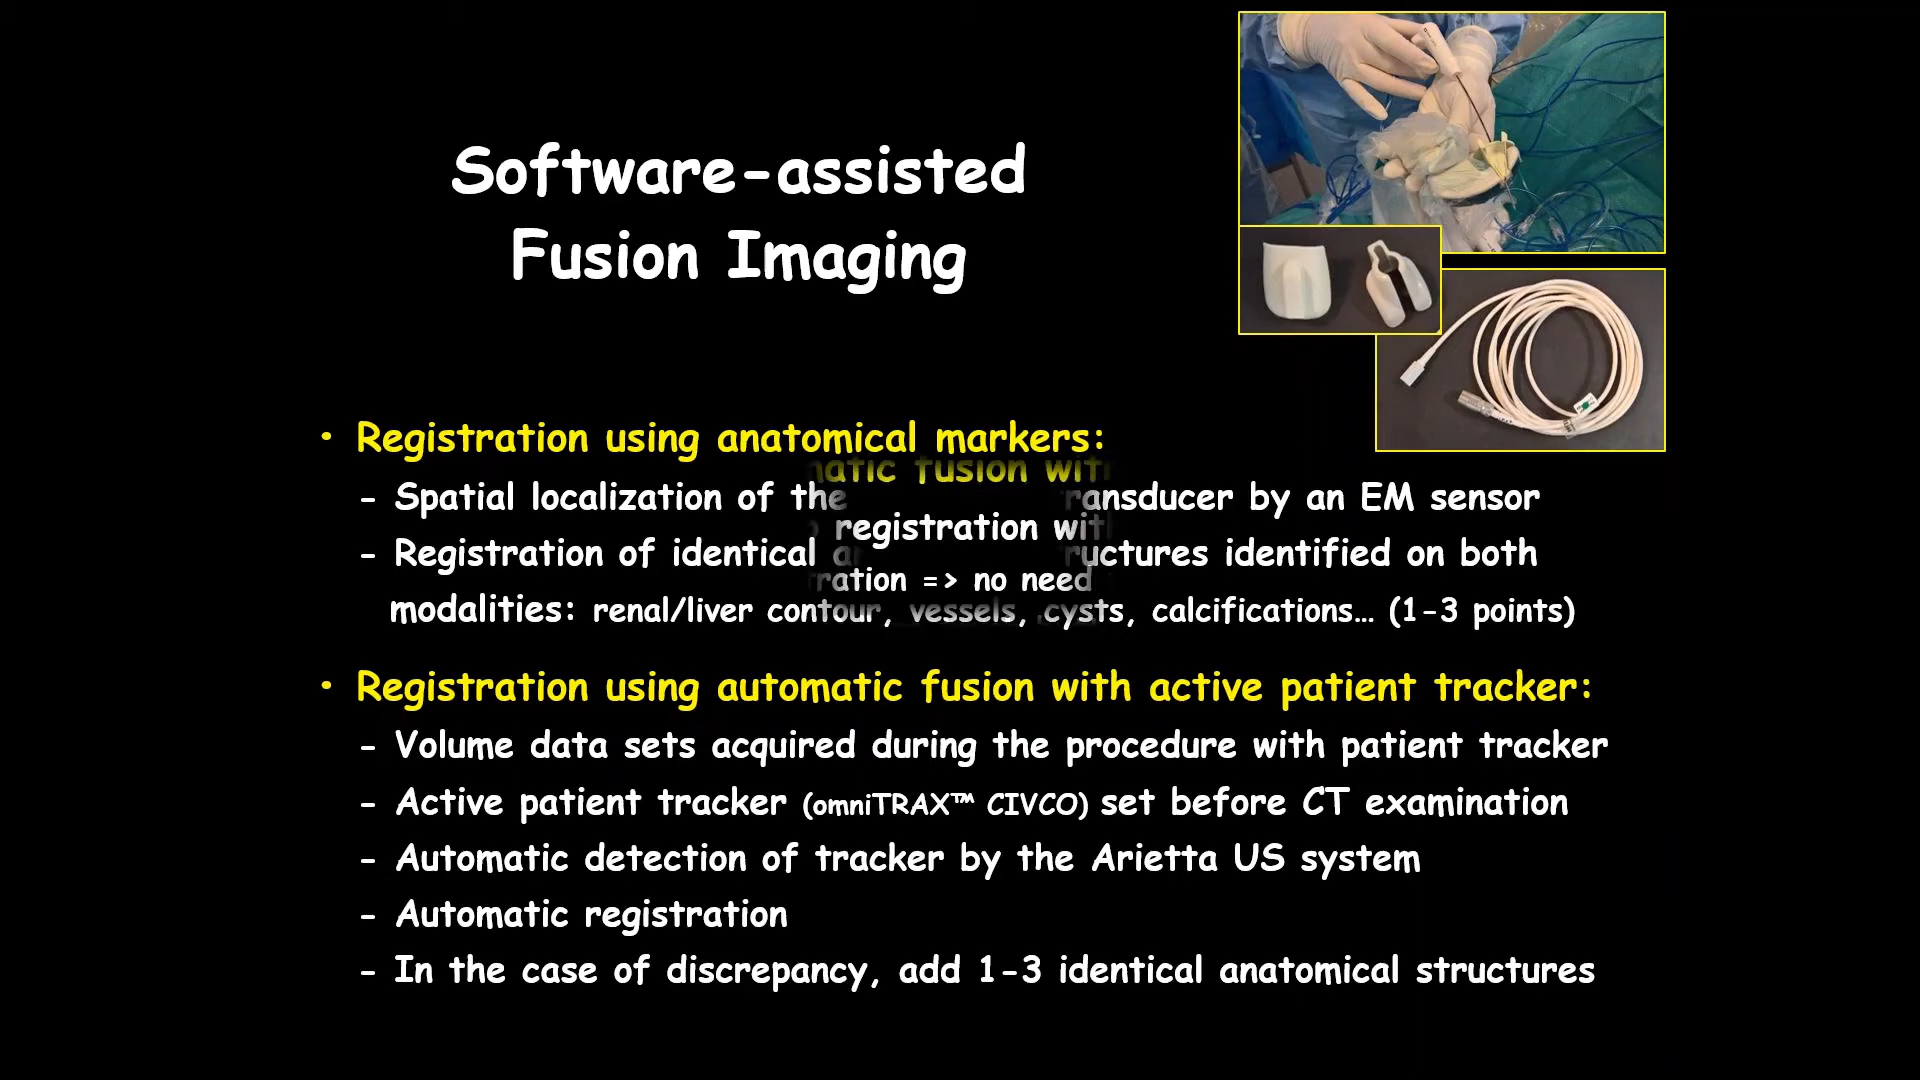 Software-assisted
Fusion Imaging
• Registration using anatomical markers:
fusion
- Spatial localization of the transducer by an EM sensor
registration
- Registration of identical identified on both
=> no need
modalities: renal/liver contour, vessels, cysts, calcifications... (1-3 points)
• Registration using automatic fusion with active patient tracker:
- Volume data sets acquired during the procedure with patient tracker
- Active patient tracker (omniTRAX™ CIVCO) set before CT examination
- Automatic detection of tracker by the Arietta US system
- Automatic registration
- In the case of discrepancy, add 1-3 identical anatomical structures